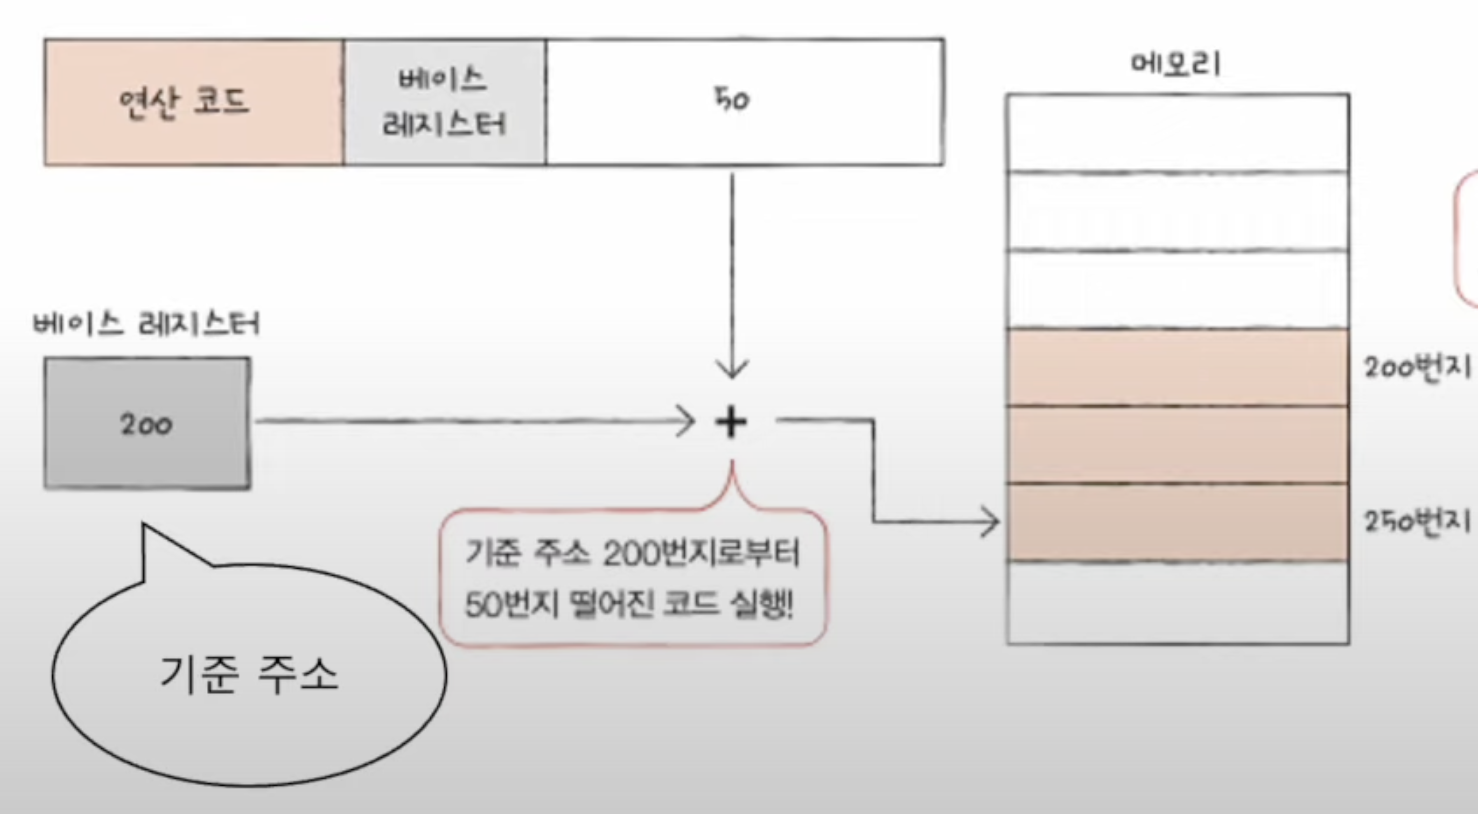 연산 코드
베이스
레지스터
50
메모리
베이스 레지스터
200
200번지
250번지
기준 주소 200번지로부터
50번지 떨어진 코드 실행!
기준 주소